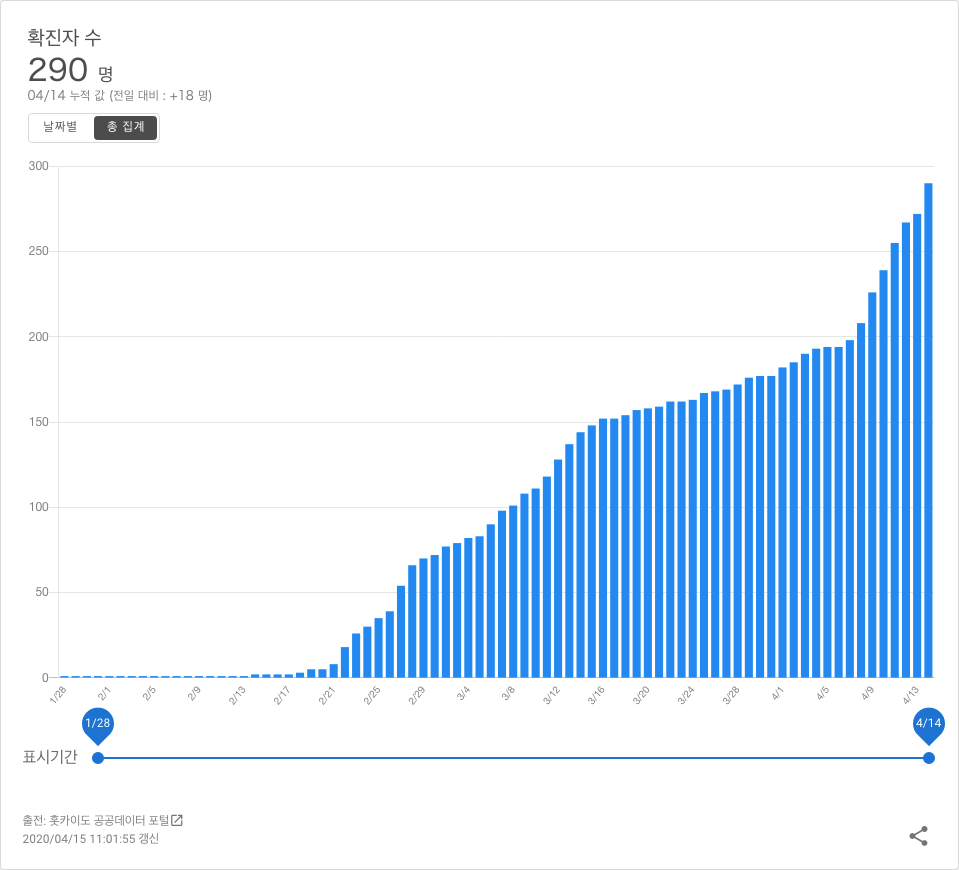 확진자 수
290 명
04/14 누적 값 (전일 대비 : +18 명)
날짜별 총 집계
300
250
200
150
100
50
0
1/28 2/1 2/5 2/9 2/13 2/17 2/21 2/25 2/29 3/4 3/8 3/12 3/16 3/20 3/24 3/28 4/1 4/5 4/9 4/13
1/28 4/14
표시기간
출전: 홋카이도 공공데이터 포털
2020/04/15 11:01:55 갱신